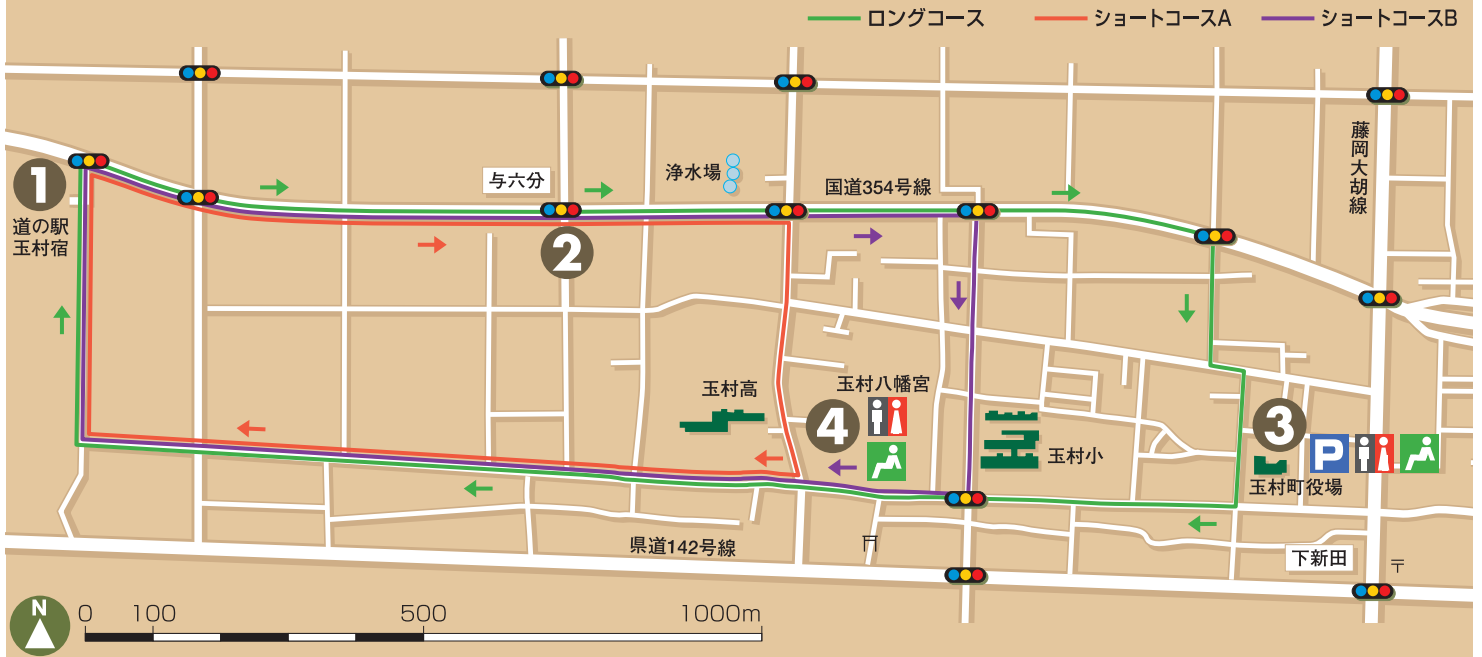 ロングコース
ショートコースA
ショートコースB
藤岡大胡線
1
道の駅
玉村宿
与六分
浄水場
国道354号線
2
玉村高
玉村八幡宮
4
玉村小
3
P
玉村町役場
県道142号線
下新田
〒
N
0 100 500 1000m